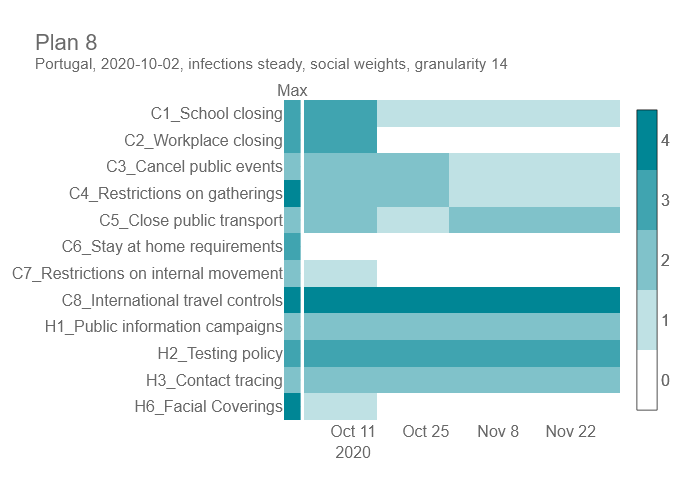 Plan 8
Portugal, 2020-10-02, infections steady, social weights, granularity 14
Max
C1_School closing
C2_Workplace closing
C3_Cancel public events
C4_Restrictions on gatherings
C5_Close public transport
C6_Stay at home requirements
C7_Restrictions on internal movement
C8_International travel controls
H1_Public information campaigns
H2_Testing policy
H3_Contact tracing
H6_Facial Coverings
4
3
2
1
0
Oct 11 Oct 25 Nov 8 Nov 22
2020